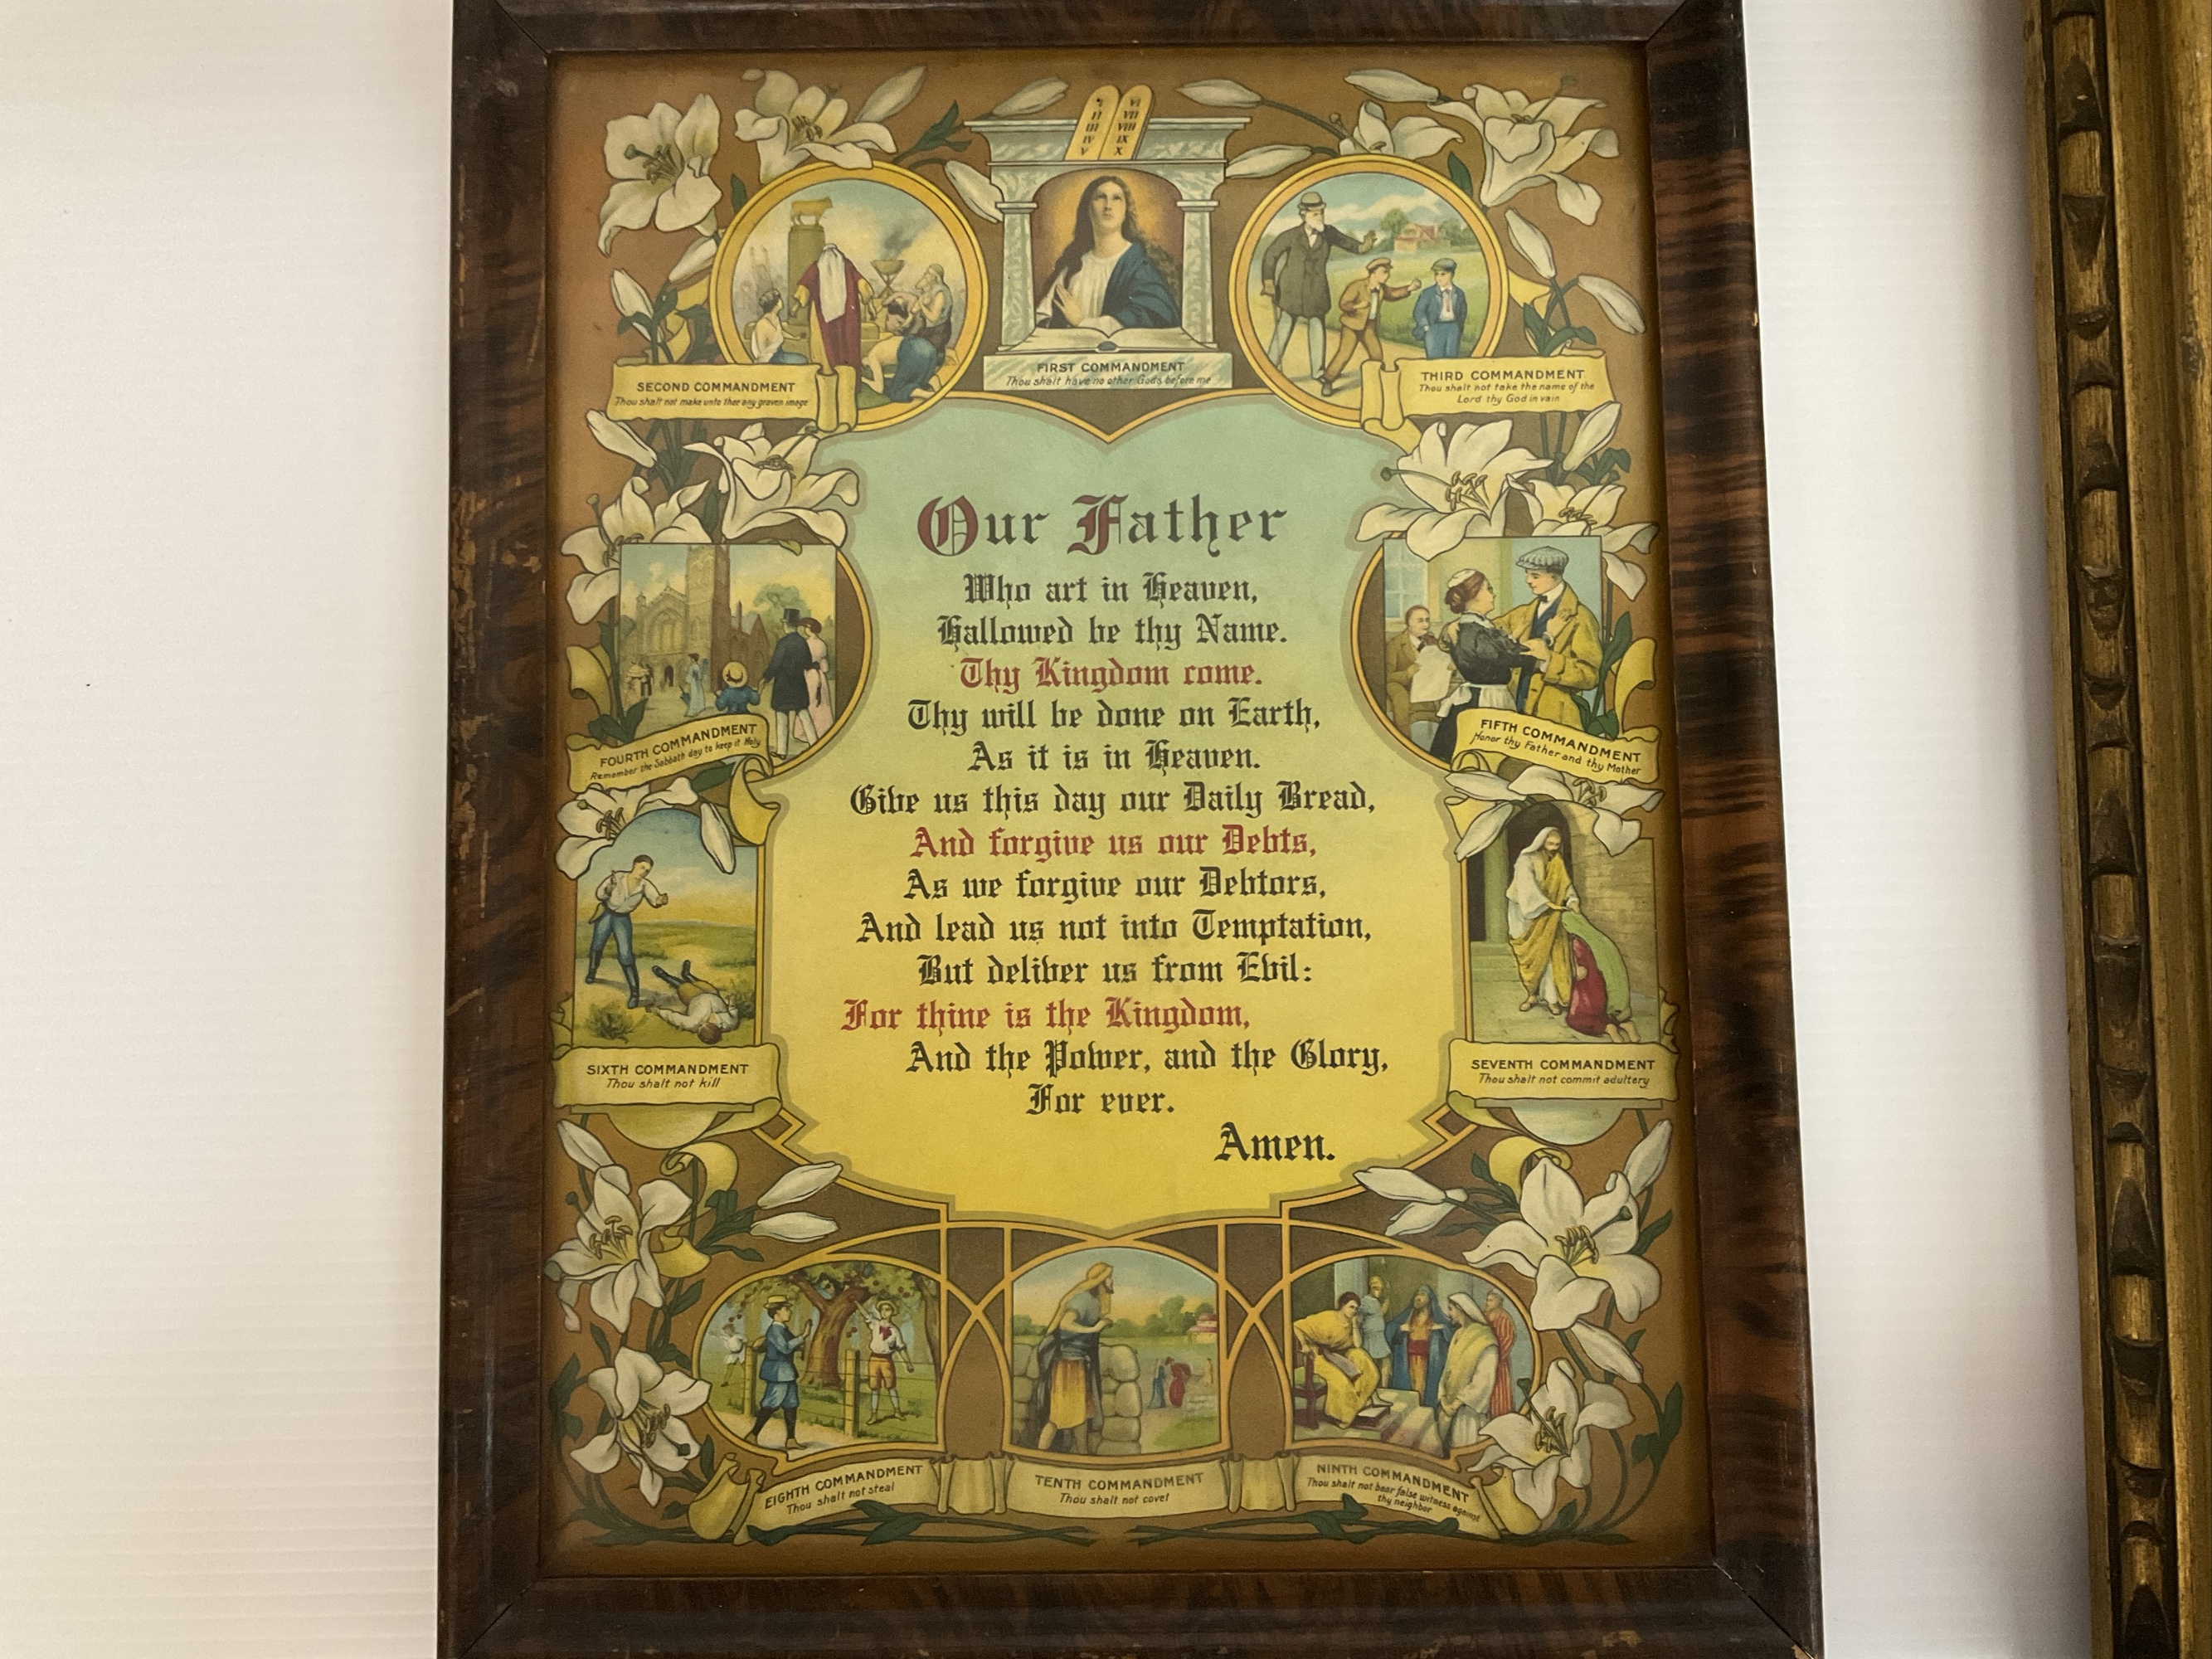 I VI
II VII
III VIII
IV IX
V X
FIRST COMMANDMENT
Thou shalt have no other Gods before me
SECOND COMMANDMENT
Thou shalt not make unto thee any graven image
THIRD COMMANDMENT
Thou shalt not take the name of the
Lord thy God in vain
Our Father
Who art in Heaven,
Hallowed be thy Name.
Thy Kingdom come.
Thy will be done on Earth,
As it is in Heaven.
Give us this day our Daily Bread,
And forgive us our Debts,
As we forgive our Debtors,
And lead us not into Temptation,
But deliver us from Evil:
For thine is the Kingdom,
And the Power, and the Glory,
For ever.
Amen.
FOURTH COMMANDMENT
Remember the Sabbath day to keep it Holy
FIFTH COMMANDMENT
Honor thy Father and thy Mother
SIXTH COMMANDMENT
Thou shalt not kill
SEVENTH COMMANDMENT
Thou shalt not commit adultery
EIGHTH COMMANDMENT
Thou shalt not steal
TENTH COMMANDMENT
Thou shalt not covet
NINTH COMMANDMENT
Thou shalt not bear false witness against
thy neighbor